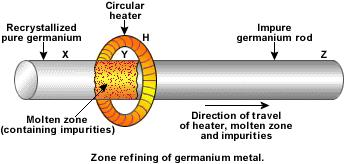 Circular
heater
Recrystallized
pure germanium
Impure
germanium rod
H
X
Y
Z
Molten zone
(containing impurities)
Direction of travel
of heater, molten zone
and impurities
Zone refining of germanium metal.